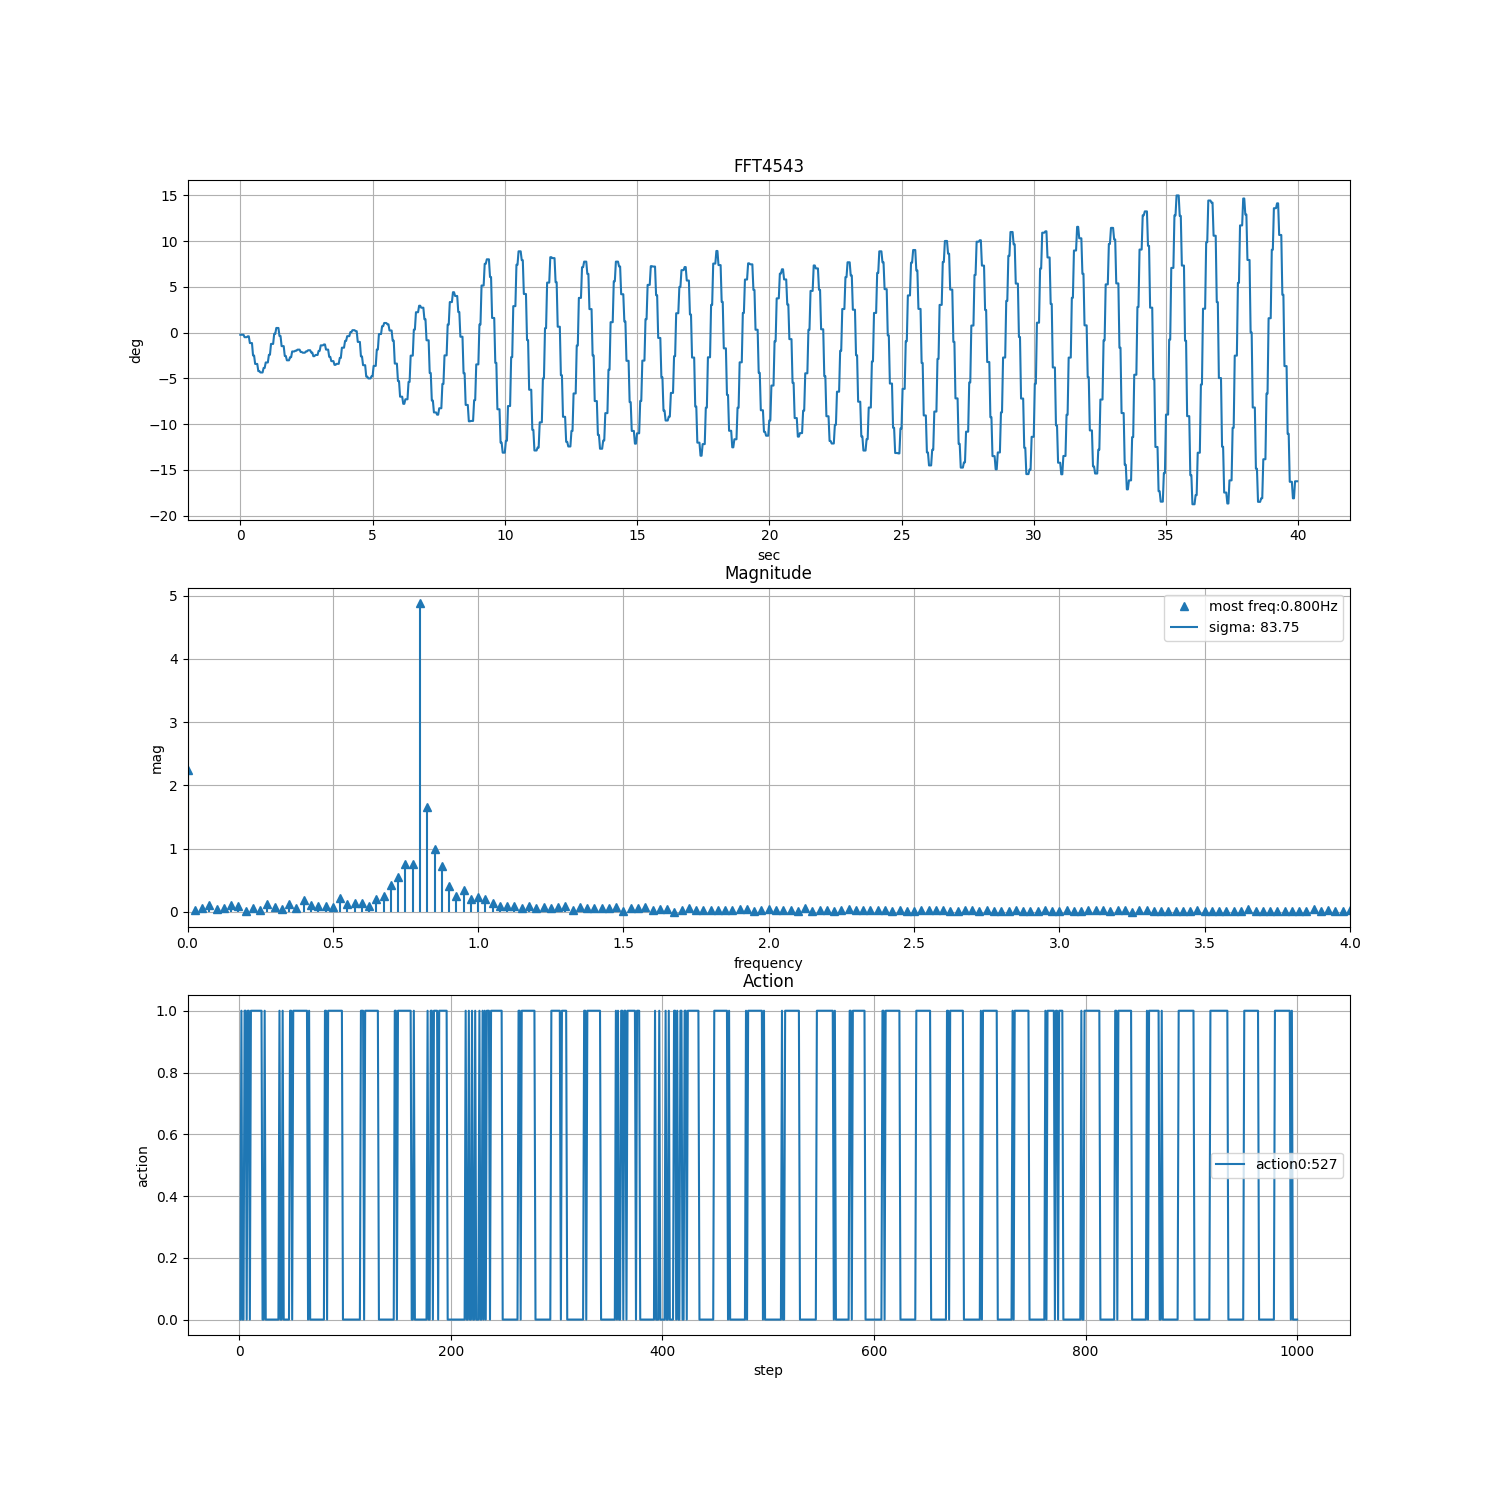 FFT4543
15
10
5
0
−5
−10
−15
−20
deg
0 5 10 15 20 25 30 35 40
sec
Magnitude
5
4
3
2
1
0
mag
most freq:0.800Hz
sigma: 83.75
0.0 0.5 1.0 1.5 2.0 2.5 3.0 3.5 4.0
frequency
Action
1.0
0.8
0.6
0.4
0.2
0.0
action
action0:527
0 200 400 600 800 1000
step